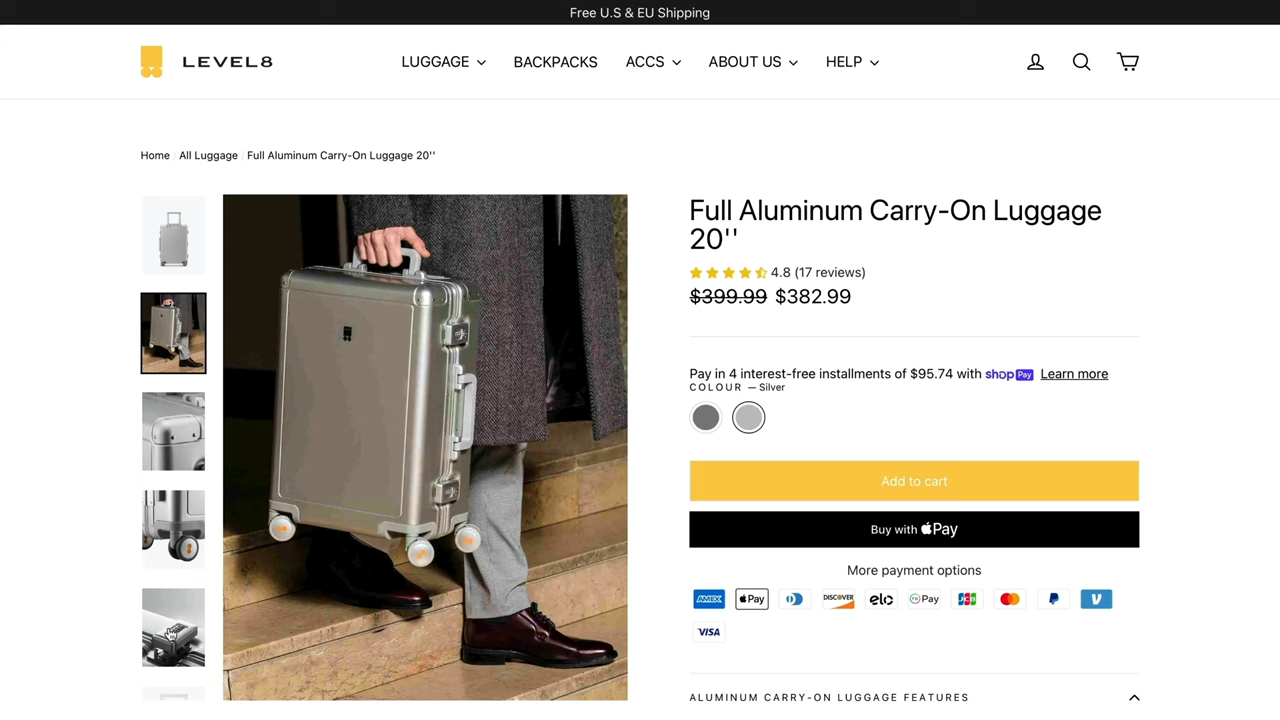 Free U.S & EU Shipping
LEVEL8
LUGGAGE
BACKPACKS
ACCS
ABOUT US
HELP
Home / All Luggage / Full Aluminum Carry-On Luggage 20''
Full Aluminum Carry-On Luggage
20''
4.8 (17 reviews)
$399.99 $382.99
Pay in 4 interest-free installments of $95.74 with shop Pay Learn more
COLOUR — Silver
Add to cart
Buy with Pay
More payment options
AMEX
Pay
DISCOVER
elo
G Pay
JCB
VISA
ALUMINUM CARRY-ON LUGGAGE FEATURES